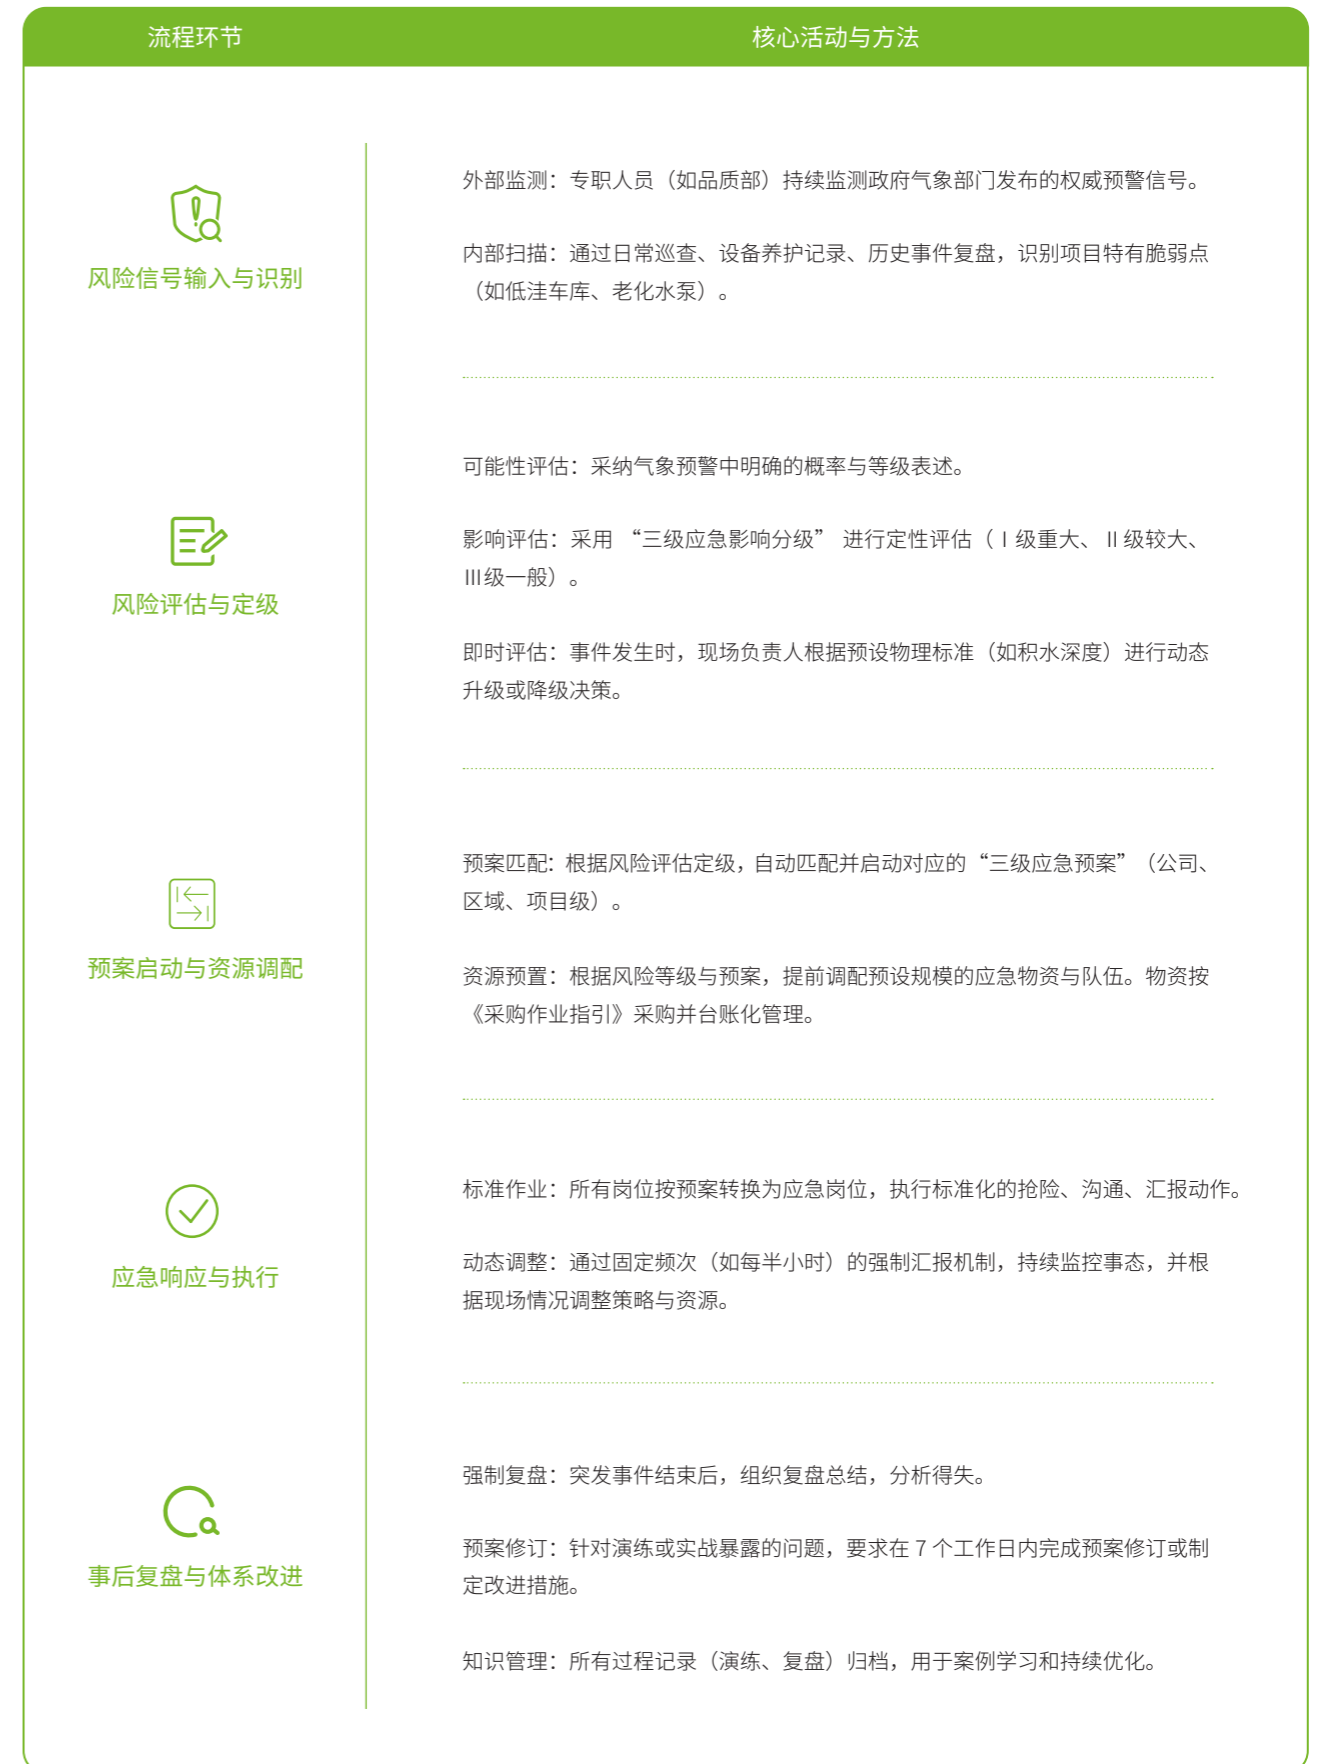 流程环节
核心活动与方法
风险信号输入与识别
外部监测：专职人员（如品质部）持续监测政府气象部门发布的权威预警信号。
内部扫描：通过日常巡查、设备养护记录、历史事件复盘，识别项目特有脆弱点
（如低洼车库、老化水泵）。
风险评估与定级
可能性评估：采纳气象预警中明确的概率与等级表述。
影响评估：采用 “三级应急影响分级” 进行定性评估（Ⅰ级重大、Ⅱ级较大、
Ⅲ级一般）。
即时评估：事件发生时，现场负责人根据预设物理标准（如积水深度）进行动态
升级或降级决策。
预案启动与资源调配
预案匹配：根据风险评估定级，自动匹配并启动对应的“三级应急预案”（公司、
区域、项目级）。
资源预置：根据风险等级与预案，提前调配预设规模的应急物资与队伍。物资按
《采购作业指引》采购并台账化管理。
应急响应与执行
标准作业：所有岗位按预案转换为应急岗位，执行标准化的抢险、沟通、汇报动作。
动态调整：通过固定频次（如每半小时）的强制汇报机制，持续监控事态，并根
据现场情况调整策略与资源。
事后复盘与体系改进
强制复盘：突发事件结束后，组织复盘总结，分析得失。
预案修订：针对演练或实战暴露的问题，要求在 7 个工作日内完成预案修订或制
定改进措施。
知识管理：所有过程记录（演练、复盘）归档，用于案例学习和持续优化。